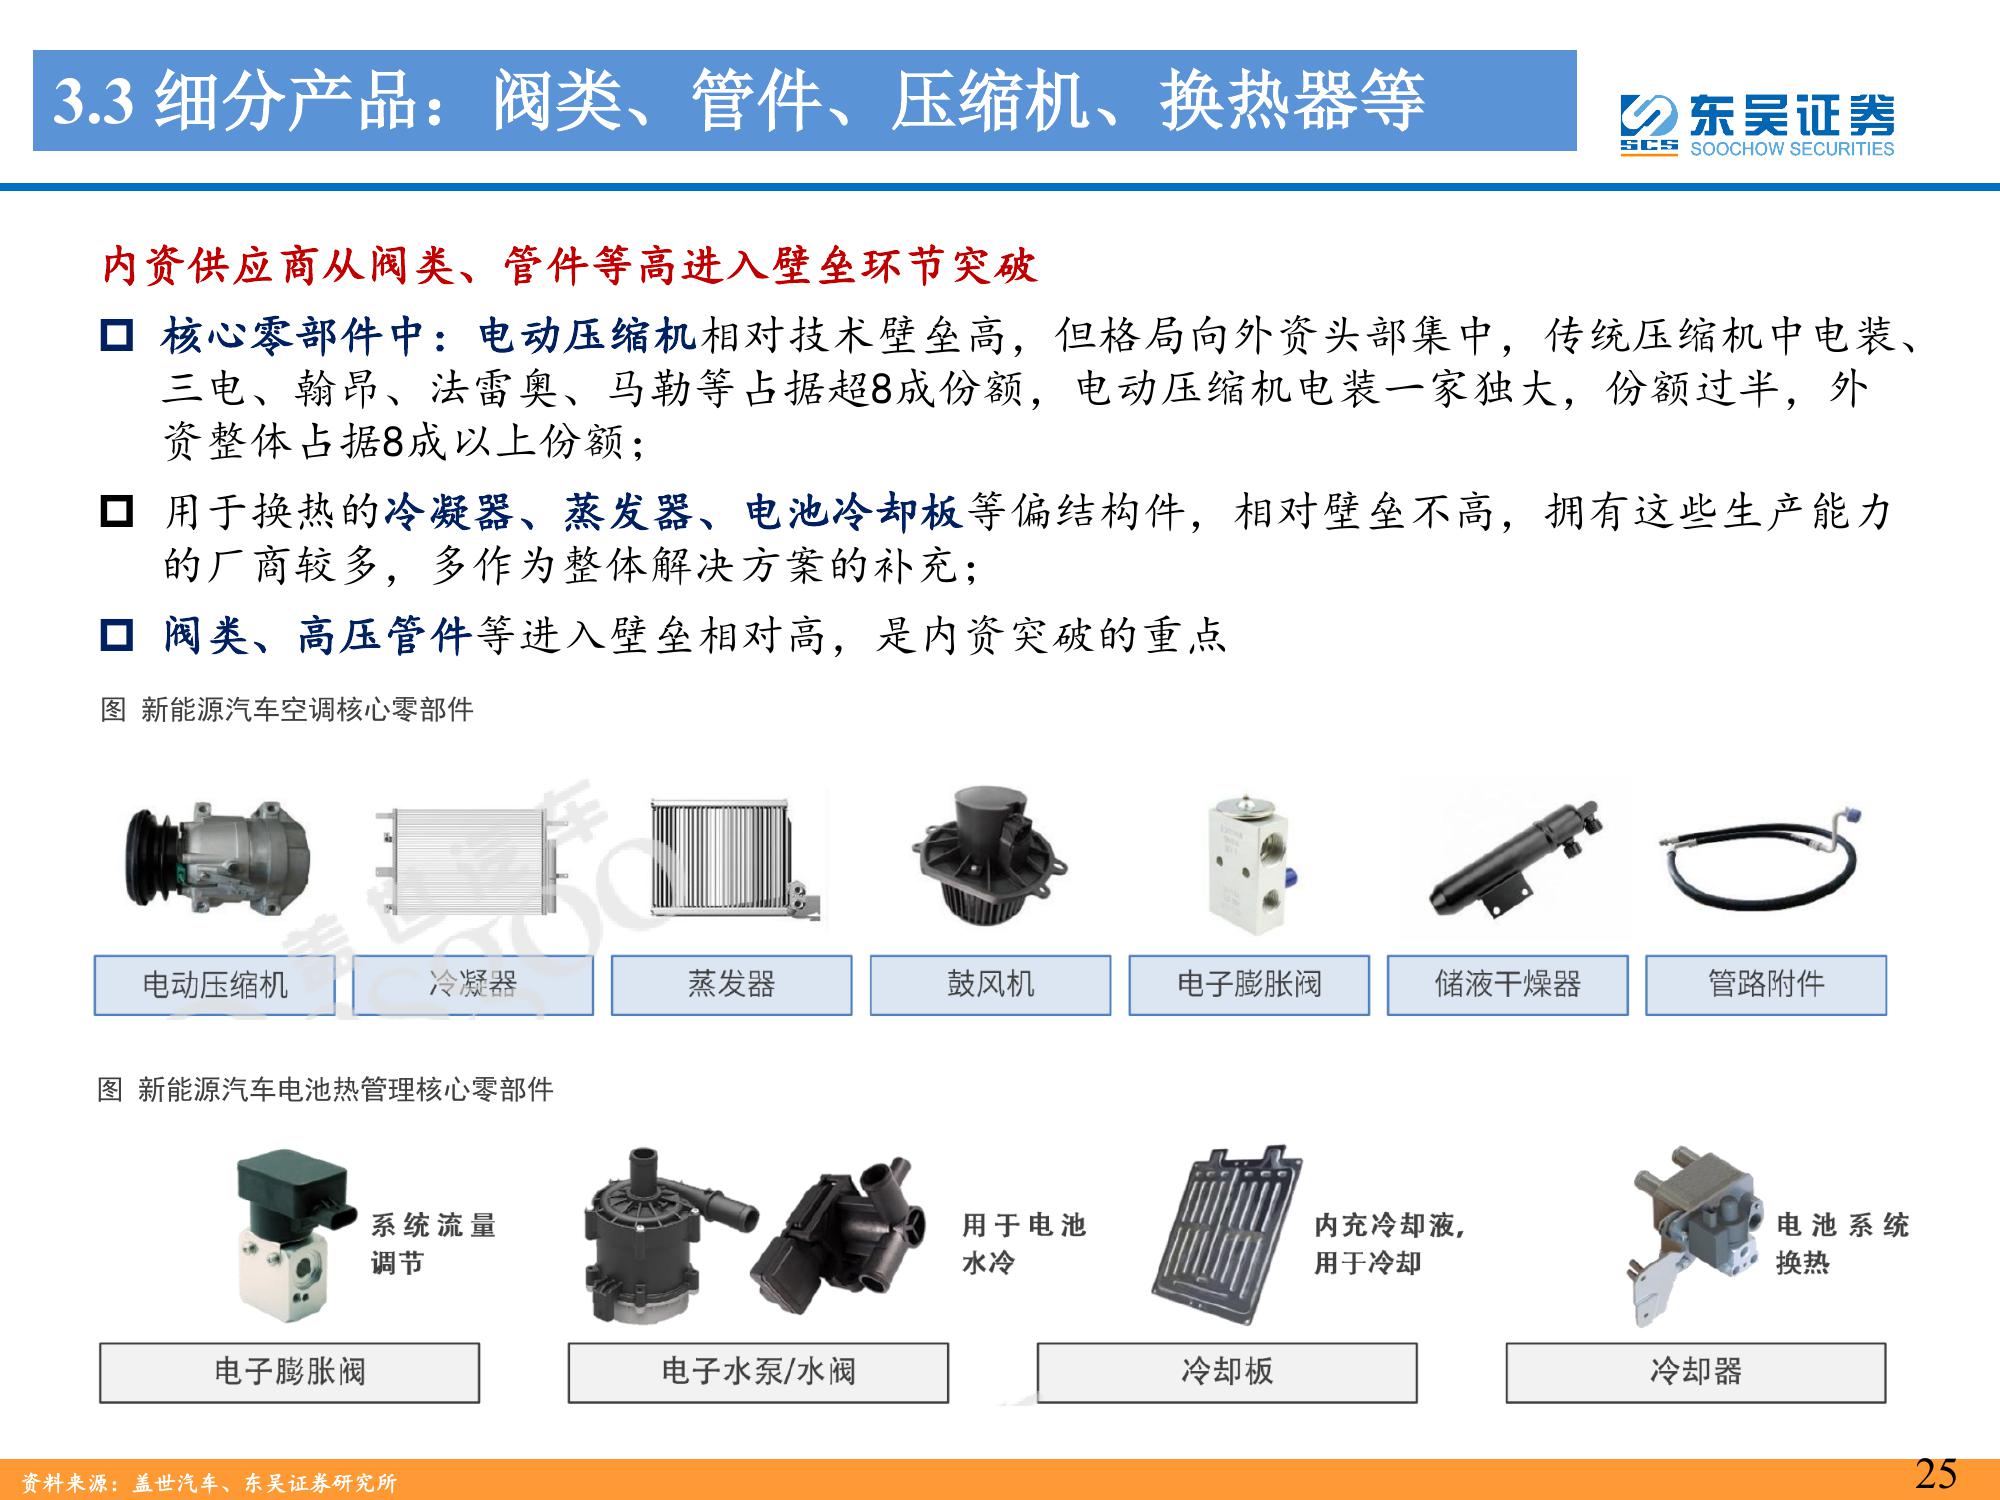 3.3 细分产品：阀类、管件、压缩机、换热器等
东吴证券
SCS SOOCHOW SECURITIES
内资供应商从阀类、管件等高进入壁垒环节突破
核心零部件中：电动压缩机相对技术壁垒高，但格局向外资头部集中，传统压缩机中电装、
三电、翰昂、法雷奥、马勒等占据超8成份额，电动压缩机电装一家独大，份额过半，外
资整体占据8成以上份额；
用于换热的冷凝器、蒸发器、电池冷却板等偏结构件，相对壁垒不高，拥有这些生产能力
的厂商较多，多作为整体解决方案的补充；
阀类、高压管件等进入壁垒相对高，是内资突破的重点
图 新能源汽车空调核心零部件
盖世汽车
asgoo
电动压缩机 冷凝器 蒸发器 鼓风机 电子膨胀阀 储液干燥器 管路附件
图 新能源汽车电池热管理核心零部件
系统流量
调节
用于电池
水冷
内充冷却液,
用于冷却
电池系统
换热
电子膨胀阀 电子水泵/水阀 冷却板 冷却器
资料来源：盖世汽车、东吴证券研究所
25